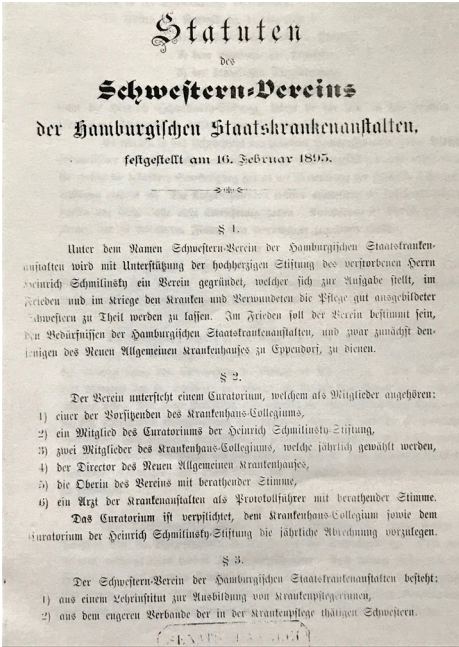 Statuten
des
Schwestern-Vereins
der Hamburgischen Staatskrankenanstalten,
festgestellt am 16. Februar 1895.
§ 1.
Unter dem Namen Schwestern-Verein der Hamburgischen Staatskranken-
anstalten wird mit Unterstützung der hochherzigen Stiftung des verstorbenen Herrn
Heinrich Schmilinsky ein Verein gegründet, welcher sich zur Aufgabe stellt, im
Frieden und im Kriege den Kranken und Verwundeten die Pflege gut ausgebildeter
Schwestern zu Theil werden zu lassen. Im Frieden soll der Verein bestimmt sein,
den Bedürfnissen der Hamburgischen Staatskrankenanstalten, und zwar zunächst den-
jenigen des Neuen Allgemeinen Krankenhauses zu Eppendorf, zu dienen.
§ 2.
Der Verein untersteht einem Curatorium, welchem als Mitglieder angehören:
1) einer der Vorsitzenden des Krankenhaus-Collegiums,
2) ein Mitglied des Curatoriums der Heinrich Schmilinsky-Stiftung,
3) zwei Mitglieder des Krankenhaus-Collegiums, welche jährlich gewählt werden,
4) der Director des Neuen Allgemeinen Krankenhauses,
5) die Oberin des Vereins mit berathender Stimme,
6) ein Arzt der Krankenanstalten als Protokollführer mit berathender Stimme.
Das Curatorium ist verpflichtet, dem Krankenhaus-Collegium sowie dem
Curatorium der Heinrich Schmilinsky-Stiftung die jährliche Abrechnung vorzulegen.
§ 3.
Der Schwestern-Verein der Hamburgischen Staatskrankenanstalten besteht:
1) aus einem Lehrinstitut zur Ausbildung von Krankenpflegerinnen,
2) aus dem engeren Verbande der in der Krankenpflege thätigen Schwestern.